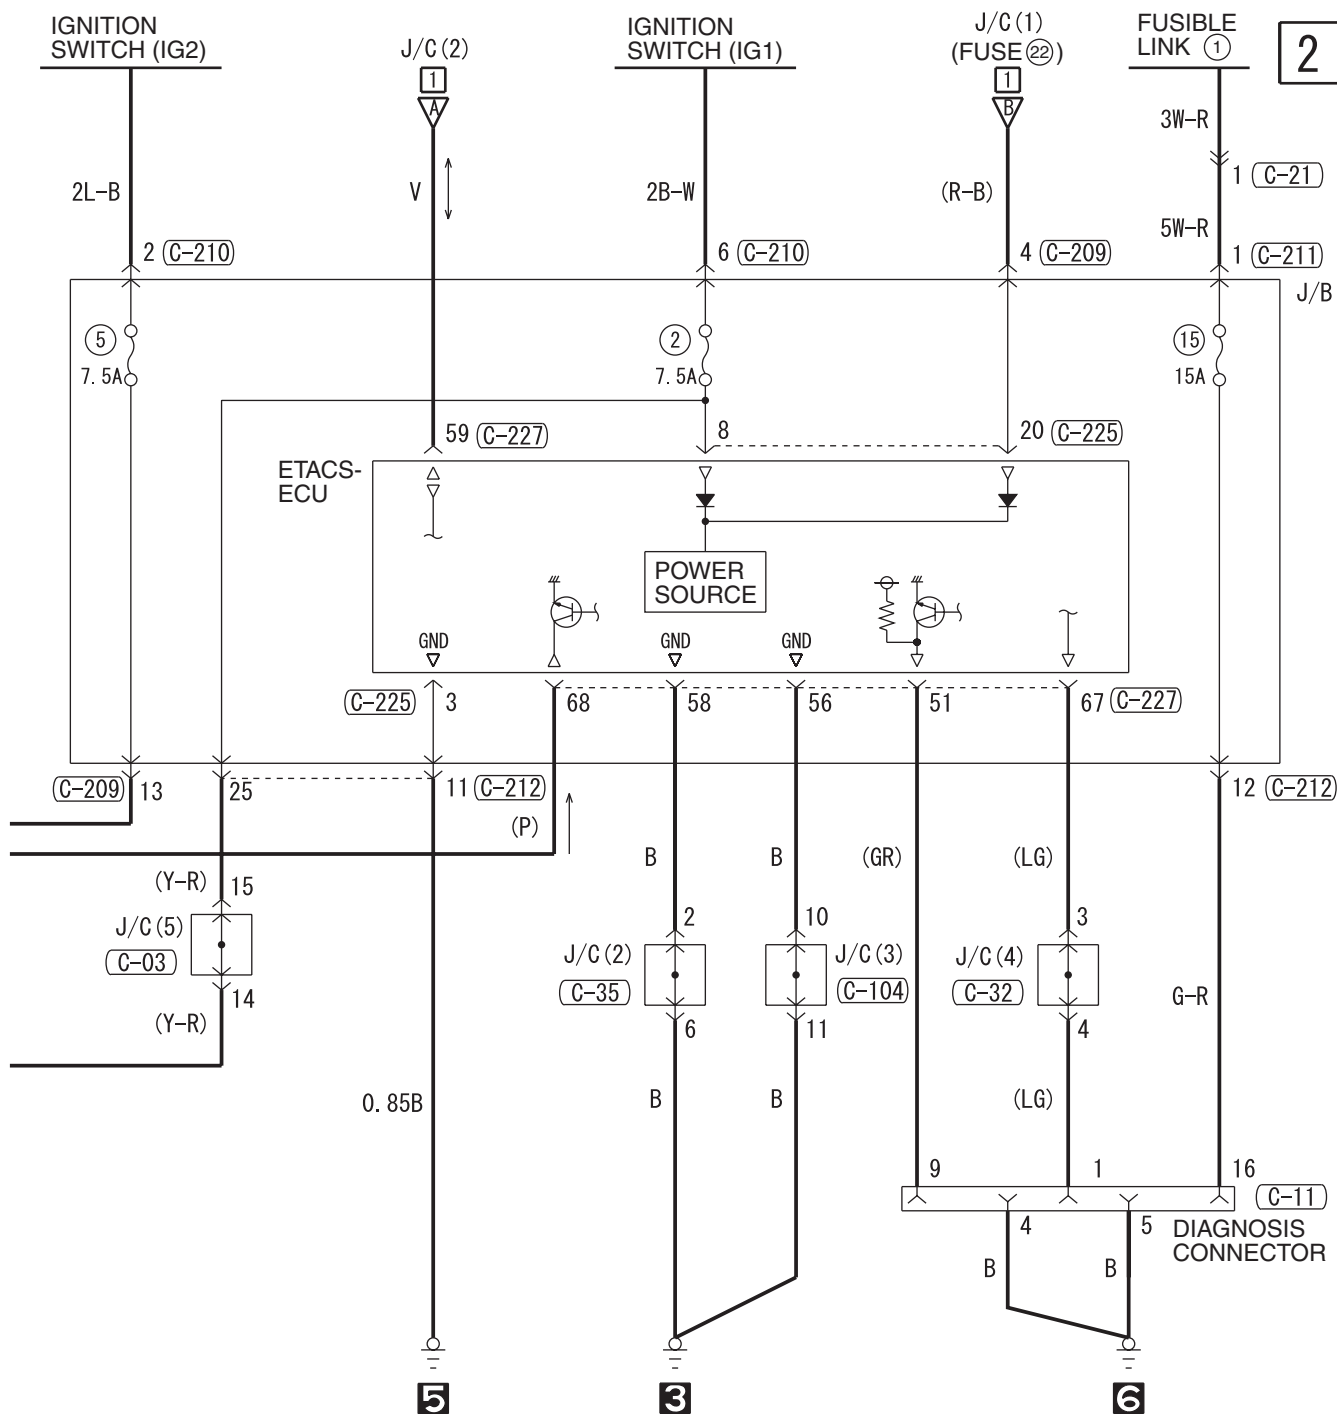 IGNITION
SWITCH (IG2)
J/C(2)
1
A
IGNITION
SWITCH (IG1)
J/C(1)
(FUSE 22)
1
B
FUSIBLE
LINK 1
2
3W-R
1 C-21
2L-B
V
2B-W
(R-B)
5W-R
2 C-210
6 C-210
4 C-209
1 C-211
J/B
5
7.5A
2
7.5A
15
15A
59 C-227
8
20 C-225
ETACS-
ECU
POWER
SOURCE
GND
GND
GND
C-225 3
68
58
56
51
67 C-227
C-209 13
25
11 C-212
12 C-212
(P)
B
B
(GR)
(LG)
(Y-R)
15
J/C(5)
C-03
14
(Y-R)
2
J/C(2)
C-35
6
10
J/C(3)
C-104
11
3
J/C(4)
C-32
4
G-R
0.85B
B
B
(LG)
9
1
16
C-11
4
5
DIAGNOSIS
CONNECTOR
B
B
5
3
6